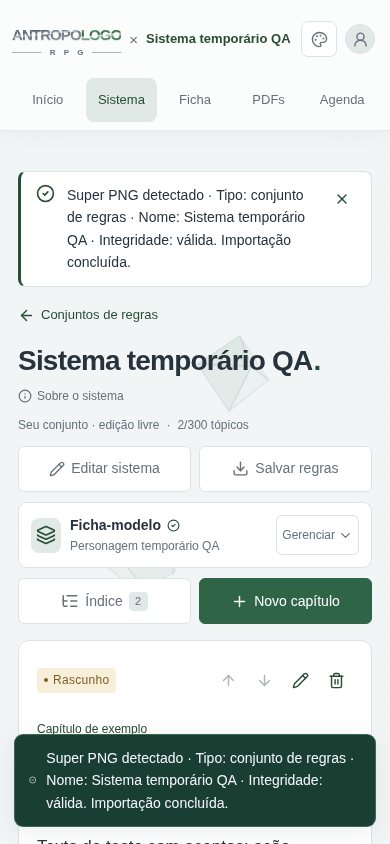 ANTROPOLOGO
RPG
× Sistema temporário QA
Início Sistema Ficha PDFs Agenda
Super PNG detectado · Tipo: conjunto
de regras · Nome: Sistema temporário
QA · Integridade: válida. Importação
concluída.
Conjuntos de regras
Sistema temporário QA.
Sobre o sistema
Seu conjunto · edição livre · 2/300 tópicos
Editar sistema Salvar regras
Ficha-modelo
Personagem temporário QA
Gerenciar
Índice 2 Novo capítulo
Rascunho
Capítulo de exemplo
Super PNG detectado · Tipo: conjunto de regras ·
Nome: Sistema temporário QA · Integridade:
válida. Importação concluída.